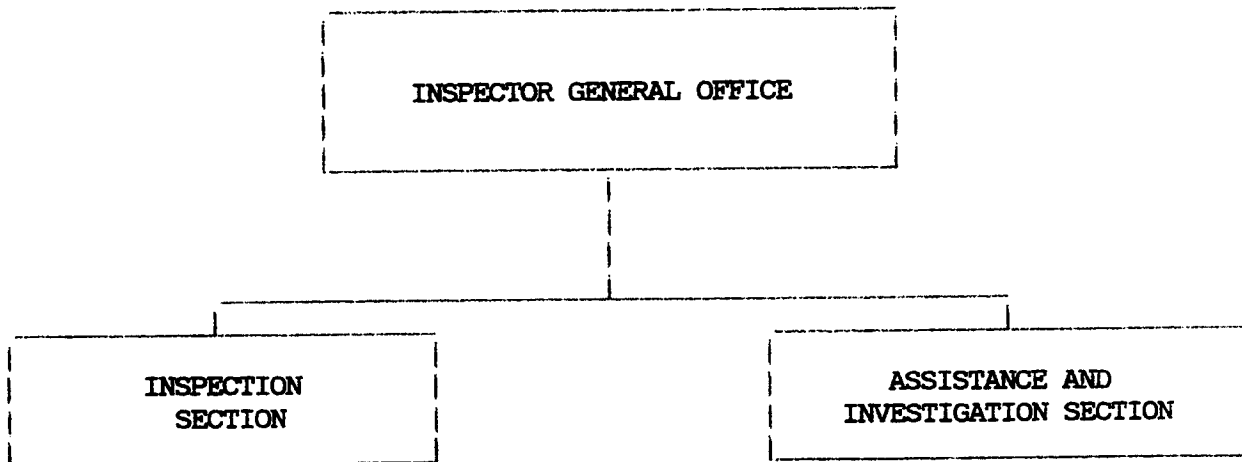 INSPECTOR GENERAL OFFICE
INSPECTION
SECTION
ASSISTANCE AND
INVESTIGATION SECTION